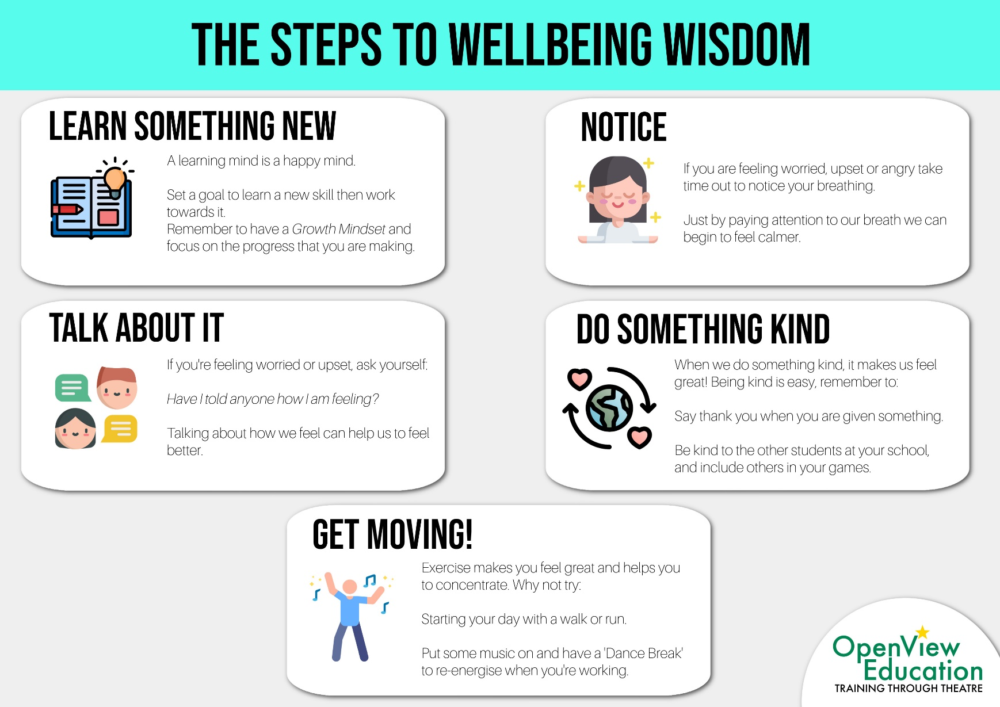 THE STEPS TO WELLBEING WISDOM
LEARN SOMETHING NEW
A learning mind is a happy mind.
Set a goal to learn a new skill then work
towards it.
Remember to have a Growth Mindset and
focus on the progress that you are making.
NOTICE
If you are feeling worried, upset or angry take
time out to notice your breathing.
Just by paying attention to our breath we can
begin to feel calmer.
TALK ABOUT IT
If you're feeling worried or upset, ask yourself:
Have I told anyone how I am feeling?
Talking about how we feel can help us to feel
better.
DO SOMETHING KIND
When we do something kind, it makes us feel
great! Being kind is easy, remember to:
Say thank you when you are given something.
Be kind to the other students at your school,
and include others in your games.
GET MOVING!
Exercise makes you feel great and helps you
to concentrate. Why not try:
Starting your day with a walk or run.
Put some music on and have a 'Dance Break'
to re-energise when you're working.
OpenView
Education
TRAINING THROUGH THEATRE